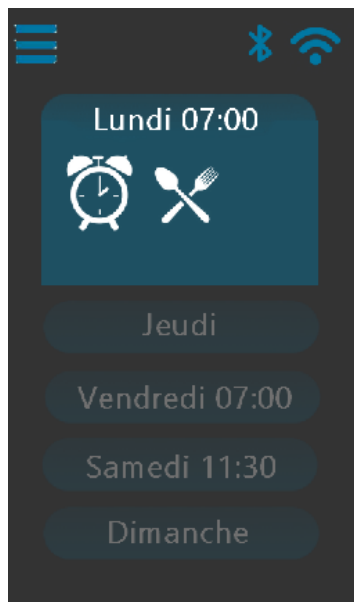 Lundi 07:00
Jeudi
Vendredi 07:00
Samedi 11:30
Dimanche